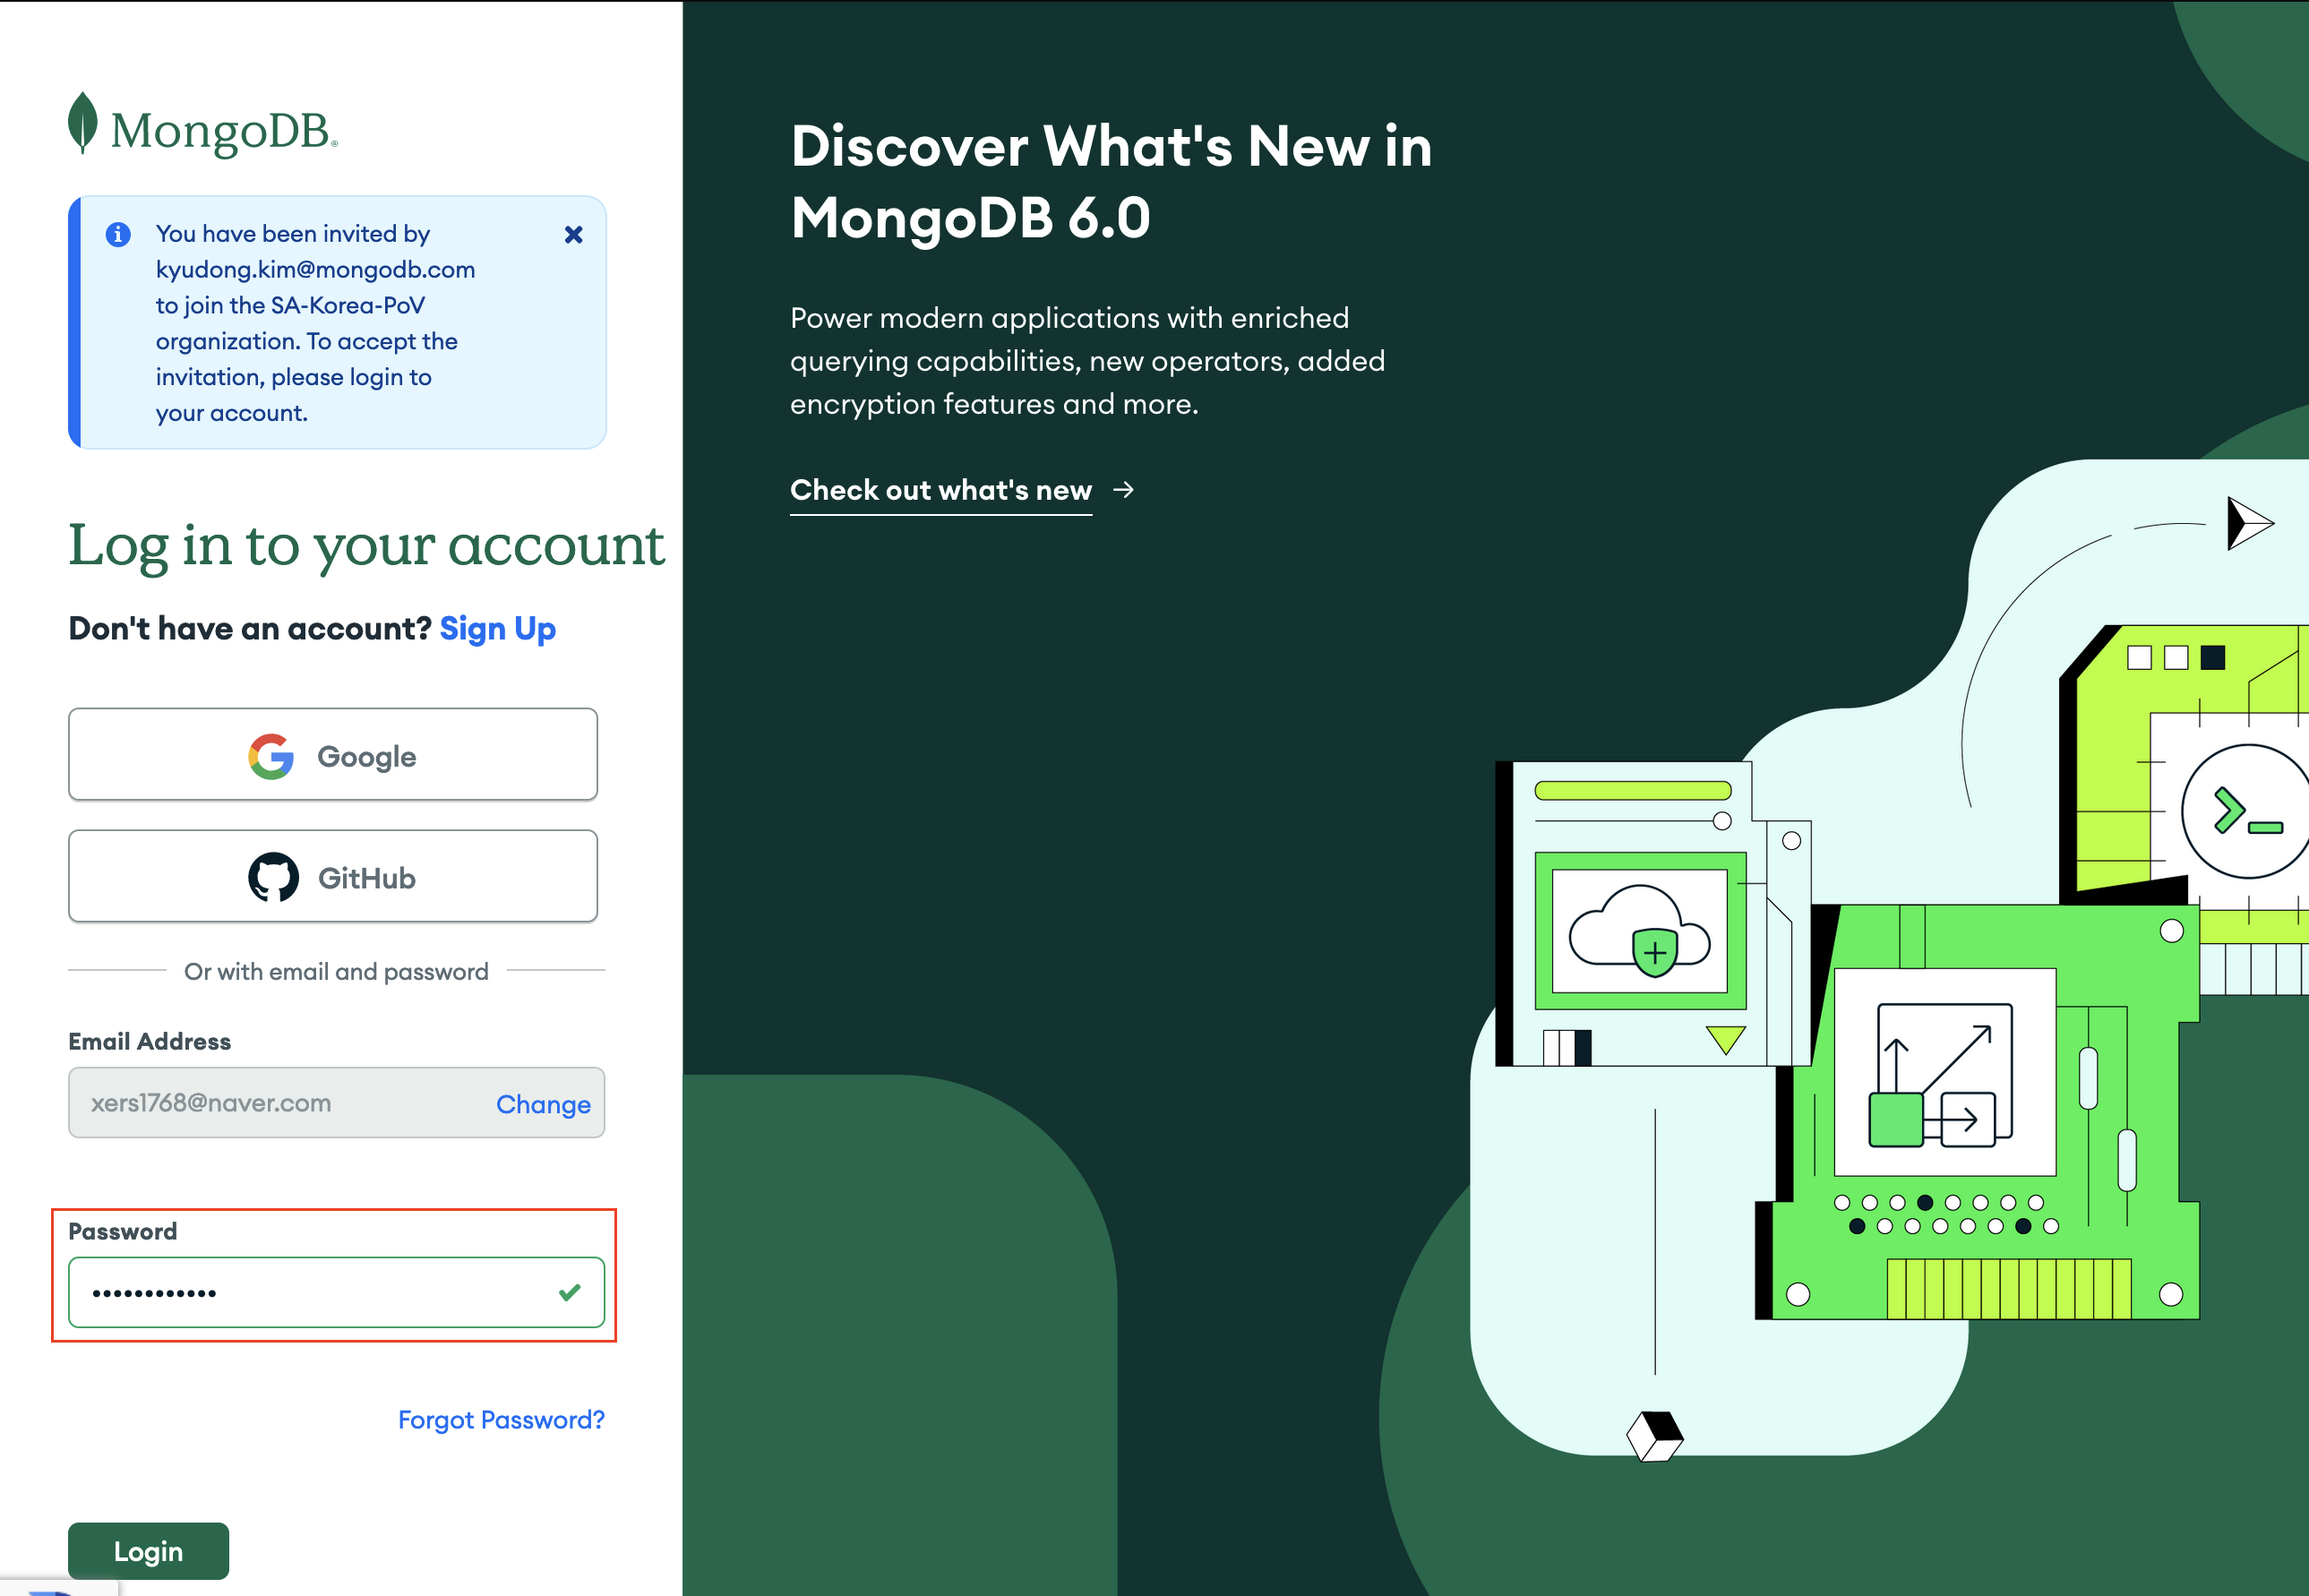 MongoDB®
You have been invited by
kyudong.kim@mongodb.com
to join the SA-Korea-PoV
organization. To accept the
invitation, please login to
your account.
Log in to your account
Don't have an account? Sign Up
Google
GitHub
Or with email and password
Email Address
xers1768@naver.com Change
Password
••••••••••••
Forgot Password?
Login
Discover What's New in
MongoDB 6.0
Power modern applications with enriched
querying capabilities, new operators, added
encryption features and more.
Check out what's new →